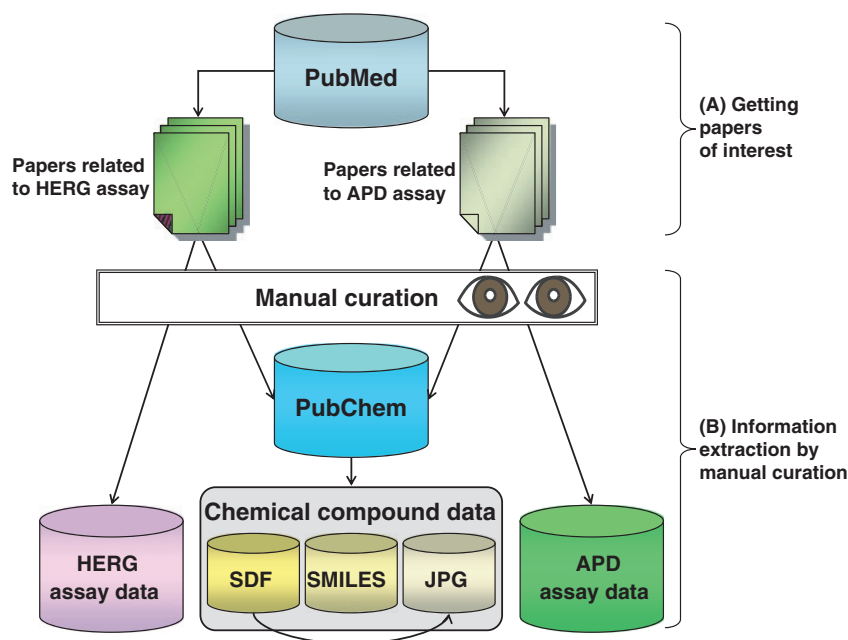 PubMed
(A) Getting
papers
of interest
Papers related
to HERG assay
Papers related
to APD assay
Manual curation
PubChem
(B) Information
extraction by
manual curation
Chemical compound data
HERG
assay data
SDF
SMILES
JPG
APD
assay data